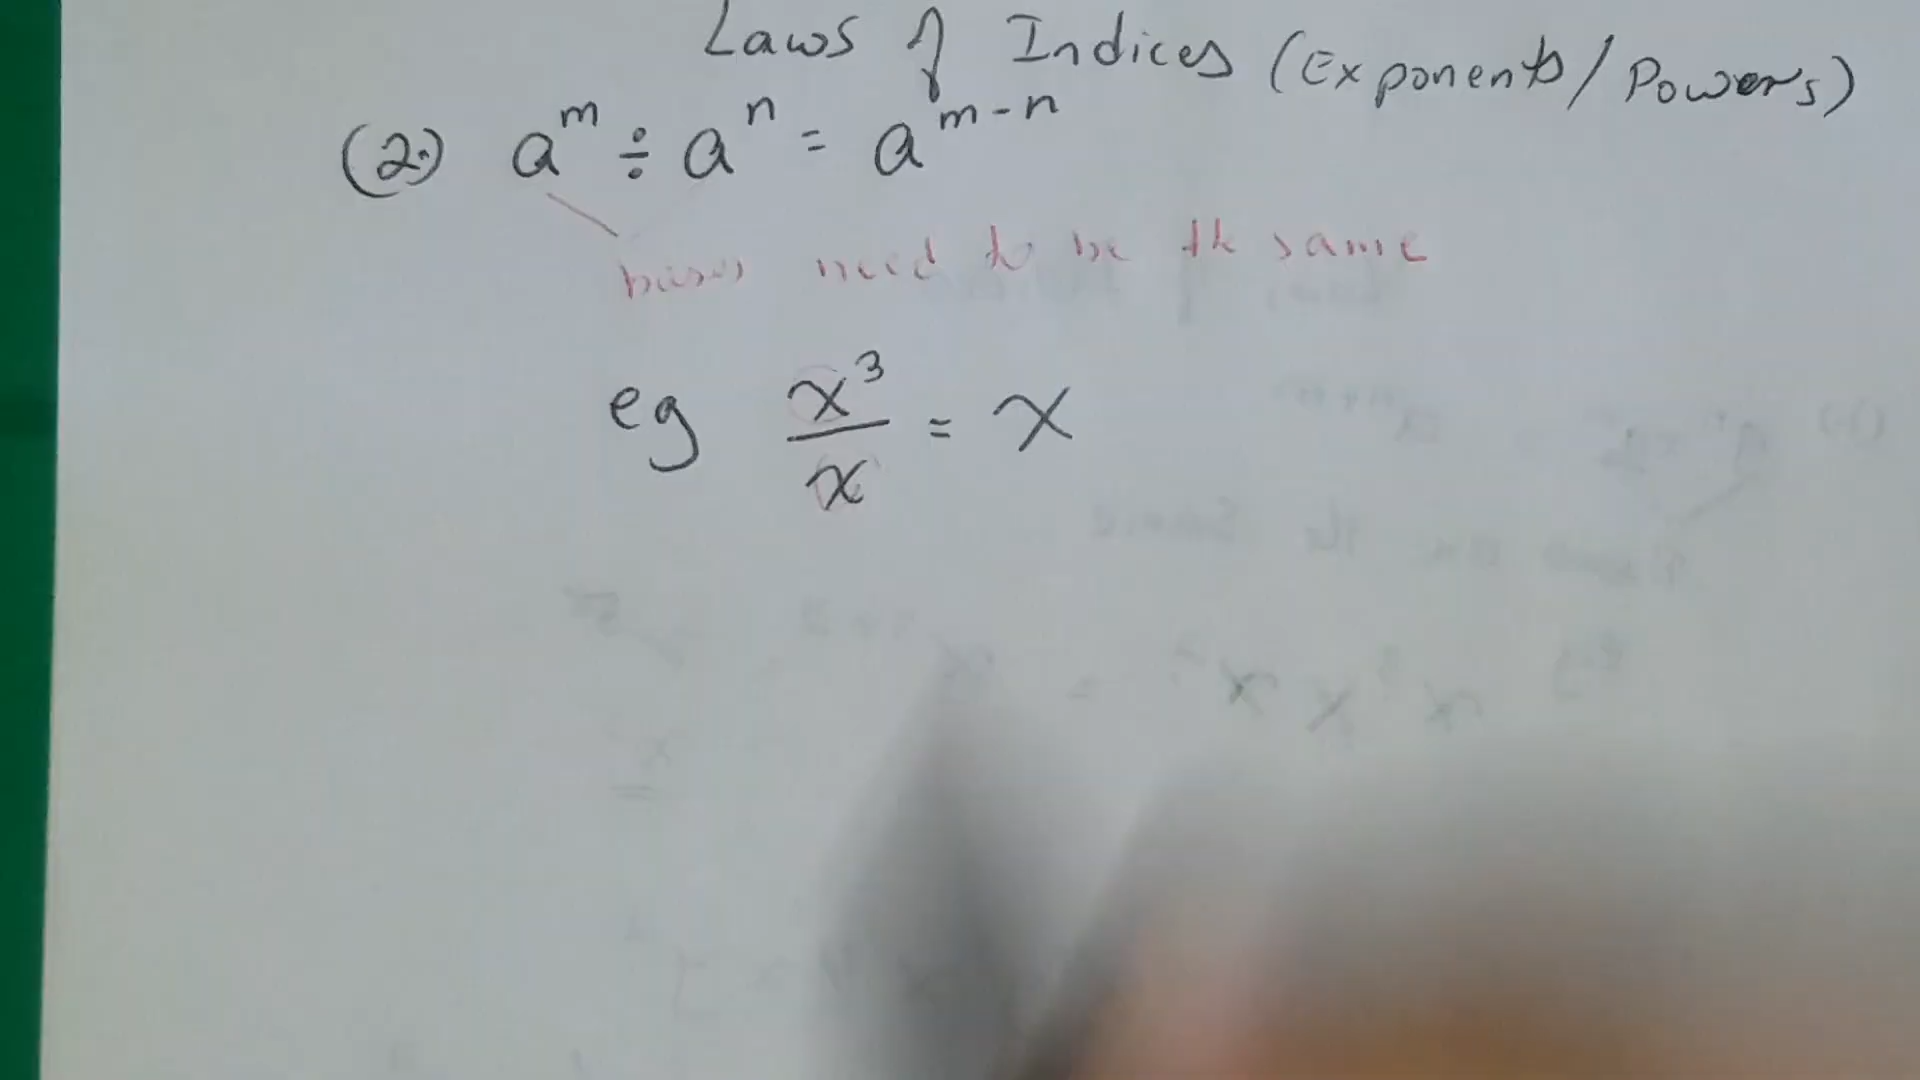 Laws of Indices (Exponents/Powers)
(2.) a^m ÷ a^n = a^{m-n}
bases need to be the same
eg x^3/x = x